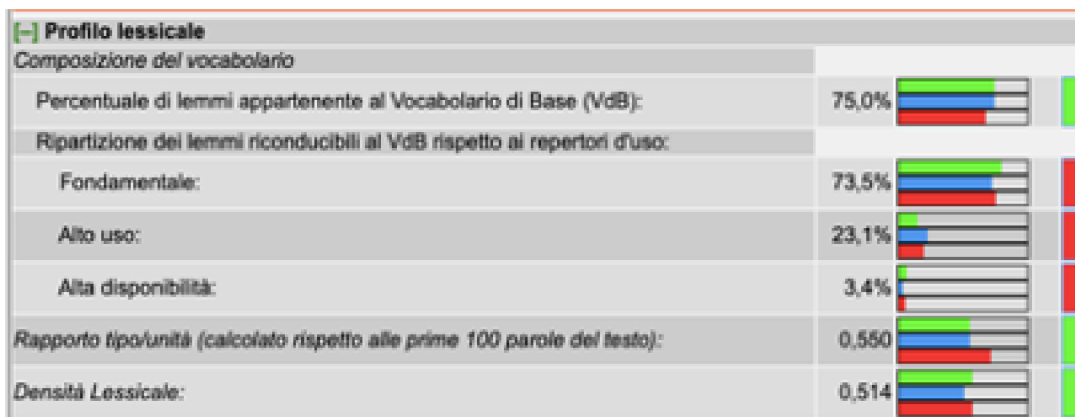 [–] Profilo lessicale
Composizione del vocabolario
Percentuale di lemmi appartenente al Vocabolario di Base (VdB): 75,0%
Ripartizione dei lemmi riconducibili al VdB rispetto ai repertori d'uso:
Fondamentale: 73,5%
Alto uso: 23,1%
Alta disponibilità: 3,4%
Rapporto tipo/unità (calcolato rispetto alle prime 100 parole del testo): 0,550
Densità Lessicale: 0,514